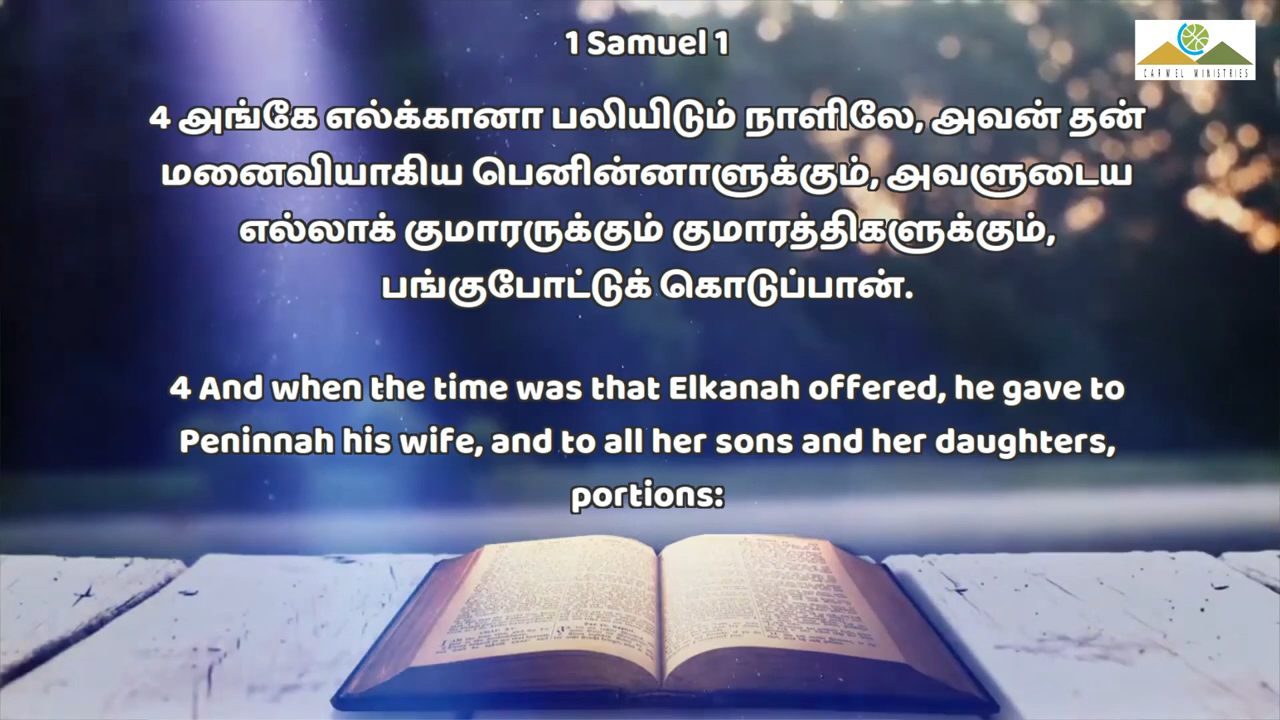 1 Samuel 1
CARMEL MINISTRIES
4 அங்கே எல்க்கானா பலியிடும் நாளிலே, அவன் தன்
மனைவியாகிய பெனின்னாளுக்கும், அவளுடைய
எல்லாக் குமாரருக்கும் குமாரத்திகளுக்கும்,
பங்குபோட்டுக் கொடுப்பான்.
4 And when the time was that Elkanah offered, he gave to
Peninnah his wife, and to all her sons and her daughters,
portions: